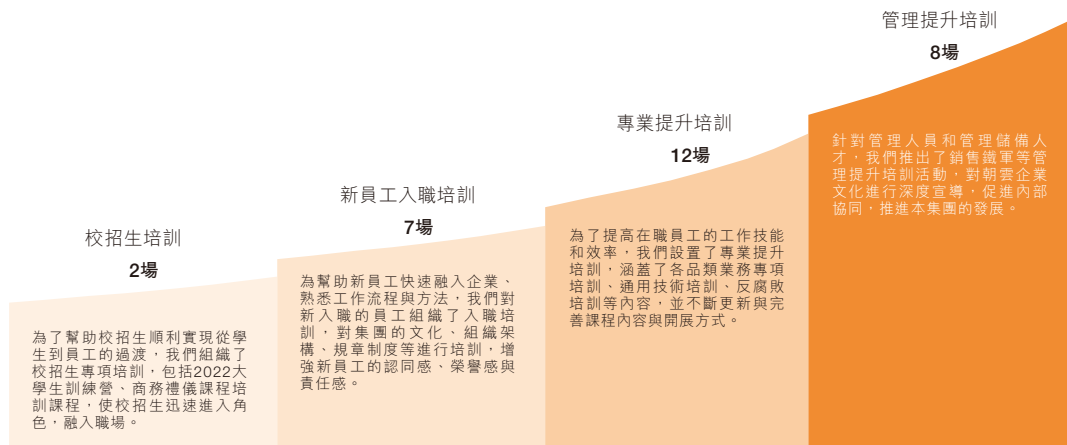 校招生培訓
2場
為了幫助校招生順利實現從學
生到員工的過渡，我們組織了
校招生專項培訓，包括2022大
學生訓練營、商務禮儀課程培
訓課程，使校招生迅速進入角
色，融入職場。
新員工入職培訓
7場
為幫助新員工快速融入企業、
熟悉工作流程與方法，我們對
新入職的員工組織了入職培
訓，對集團的文化、組織架
構、規章制度等進行培訓，增
強新員工的認同感、榮譽感與
責任感。
專業提升培訓
12場
為了提高在職員工的工作技能
和效率，我們設置了專業提升
培訓，涵蓋了各品類業務專項
培訓、通用技術培訓、反腐敗
培訓等內容，並不斷更新與完
善課程內容與開展方式。
管理提升培訓
8場
針對管理人員和管理儲備人
才，我們推出了銷售鐵軍等管
理提升培訓活動，對朝雲企業
文化進行深度宣導，促進內部
協同，推進本集團的發展。